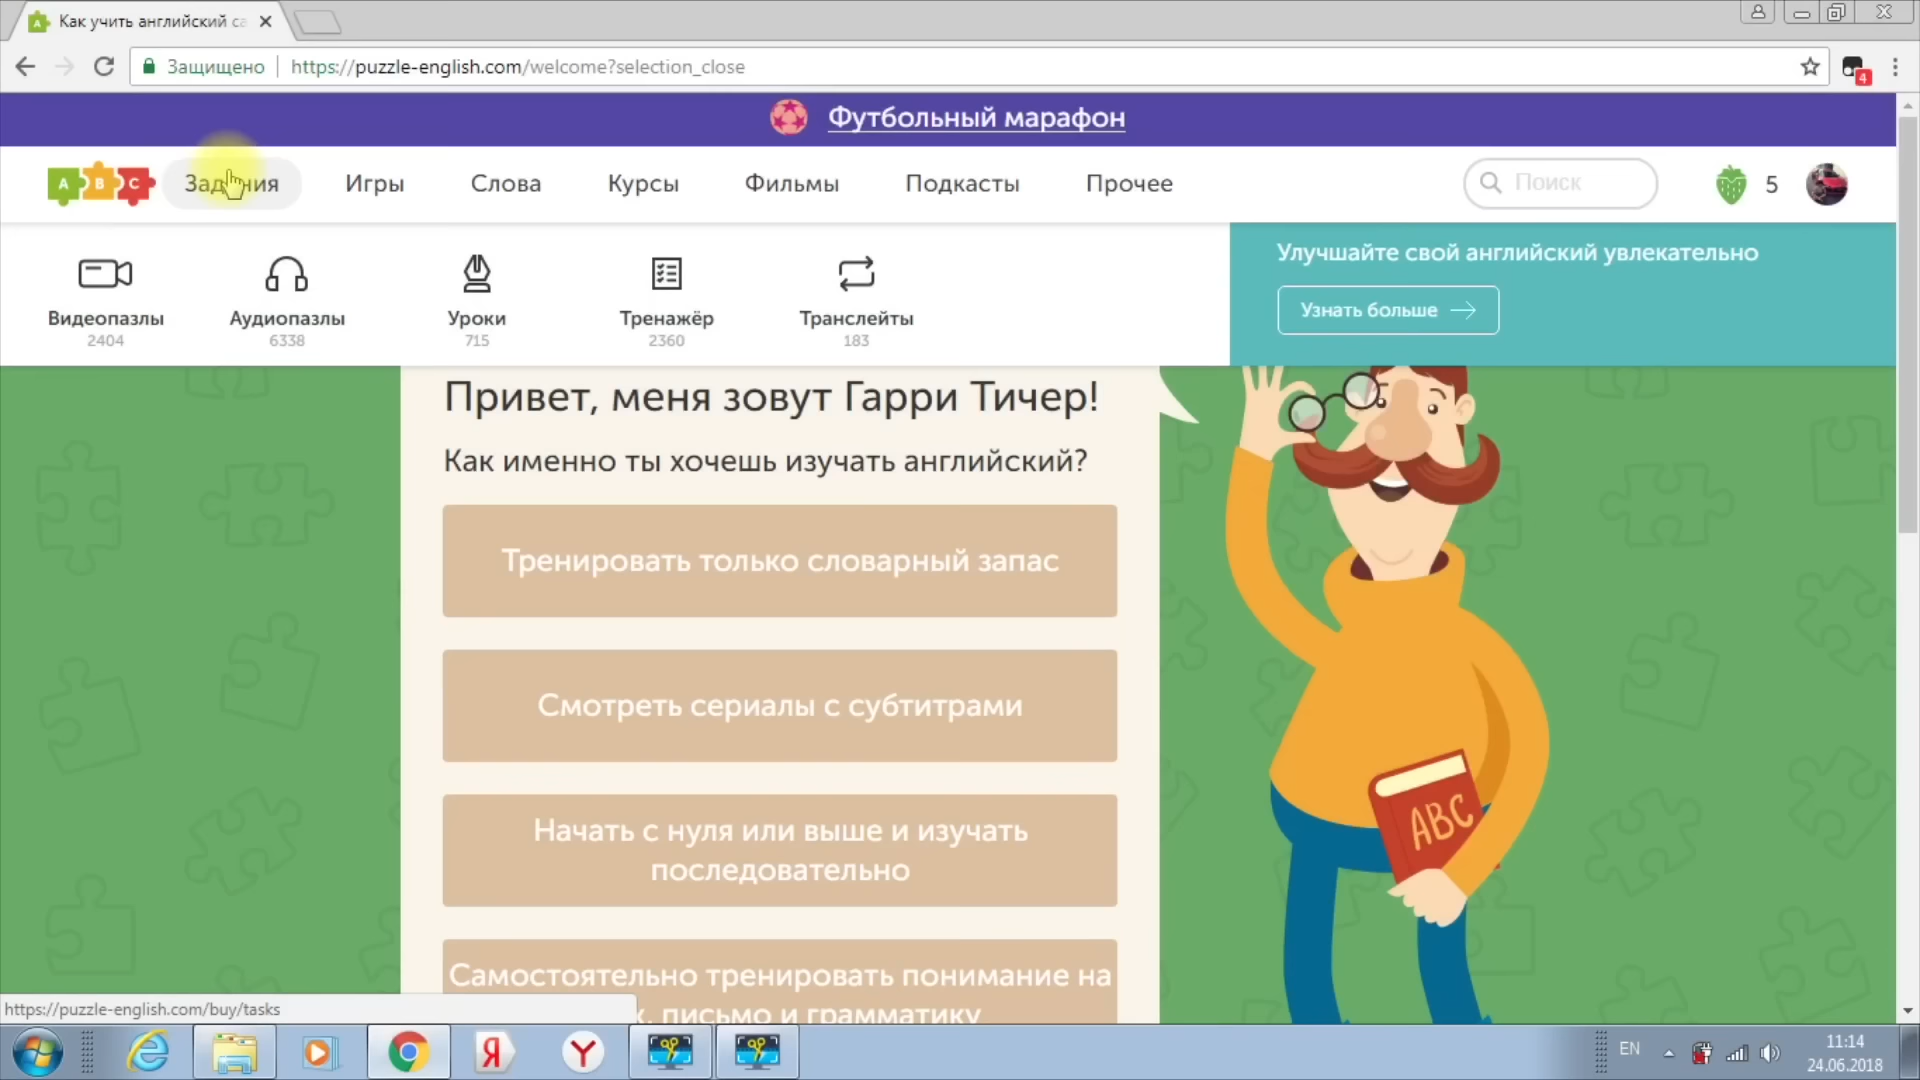 Как учить английский са
Защищено
https://puzzle-english.com/welcome?selection_close
4
Футбольный марафон
A B C
Задания
Игры
Слова
Курсы
Фильмы
Подкасты
Прочее
Поиск
5
Видеопазлы
2404
Аудиопазлы
6338
Уроки
715
Тренажёр
2360
Транслейты
183
Улучшайте свой английский увлекательно
Узнать больше
Привет, меня зовут Гарри Тичер!
Как именно ты хочешь изучать английский?
Тренировать только словарный запас
Смотреть сериалы с субтитрами
Начать с нуля или выше и изучать
последовательно
Самостоятельно тренировать понимание на
х, письмо и грамматику
ABC
https://puzzle-english.com/buy/tasks
EN
11:14
24.06.2018